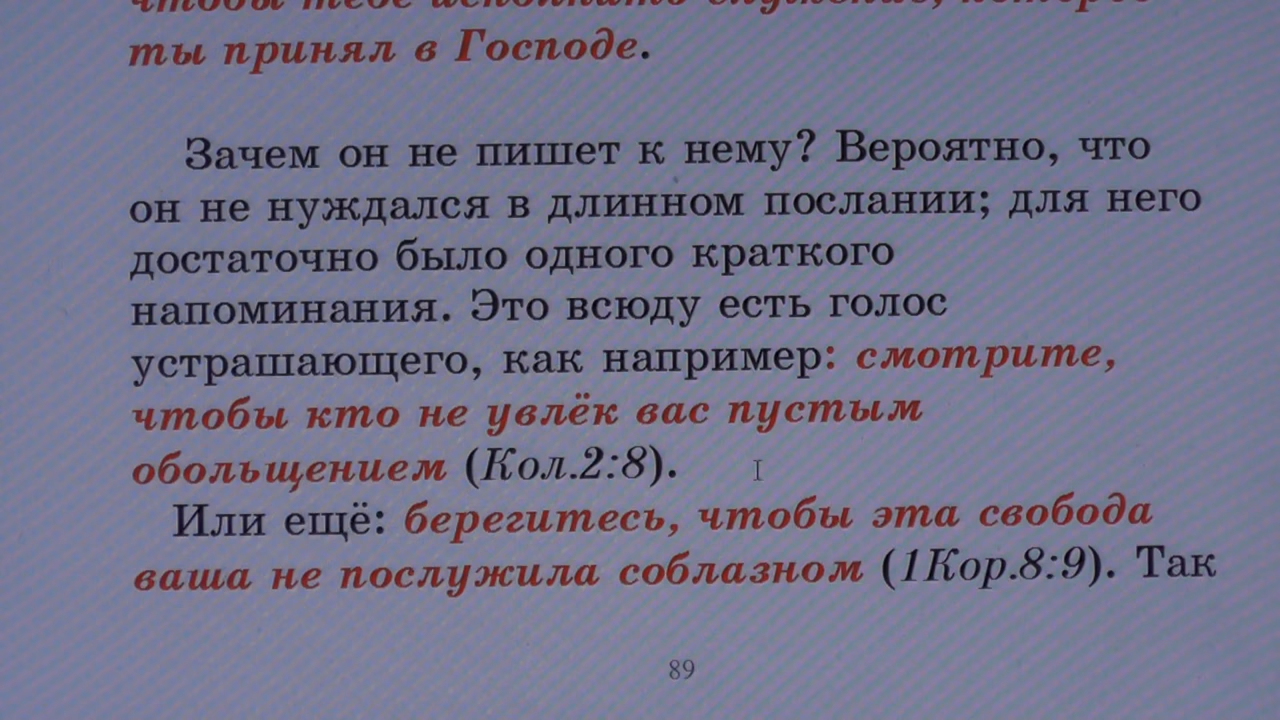 ты принял в Господе.
Зачем он не пишет к нему? Вероятно, что
он не нуждался в длинном послании; для него
достаточно было одного краткого
напоминания. Это всюду есть голос
устрашающего, как например: смотрите,
чтобы кто не увлёк вас пустым
обольщением (Кол.2:8).
Или ещё: берегитесь, чтобы эта свобода
ваша не послужила соблазном (1Кор.8:9). Так
89